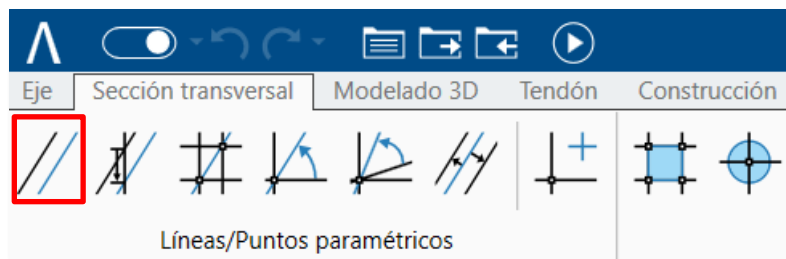 Eje Sección transversal Modelado 3D Tendón Construcción
Líneas/Puntos paramétricos